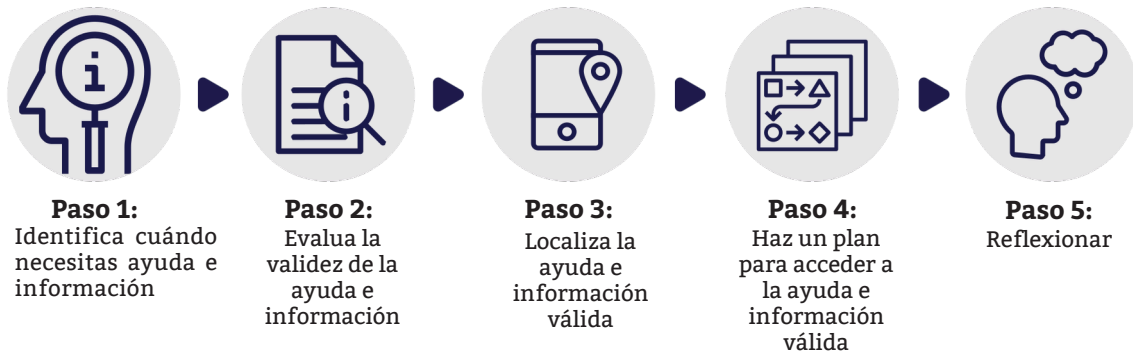 Paso 1:
Identifica cuándo
necesitas ayuda e
información
Paso 2:
Evalua la
validez de la
ayuda e
información
Paso 3:
Localiza la
ayuda e
información
válida
Paso 4:
Haz un plan
para acceder a
la ayuda e
información
válida
Paso 5:
Reflexionar